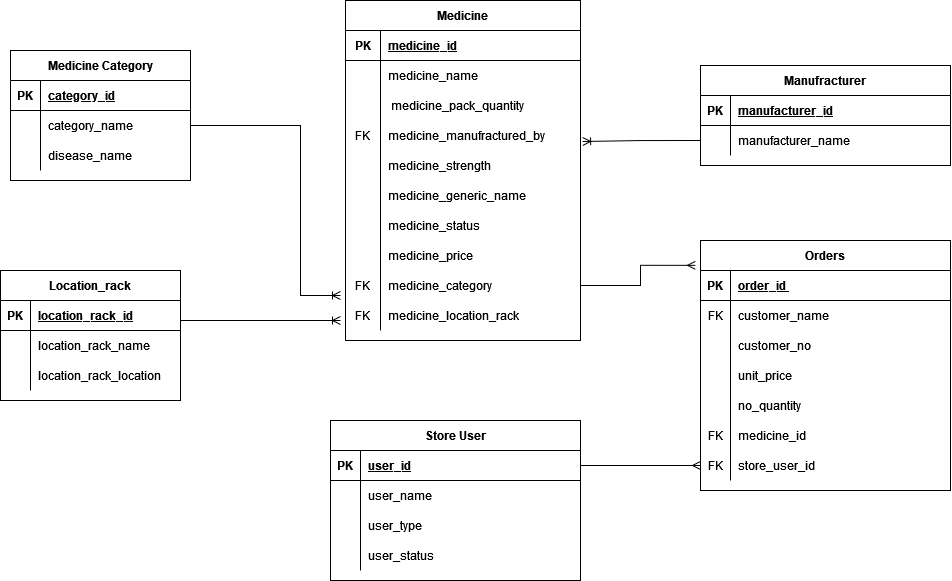 Medicine
PK medicine_id
medicine_name
medicine_pack_quantity
FK medicine_manufractured_by
medicine_strength
medicine_generic_name
medicine_status
medicine_price
FK medicine_category
FK medicine_location_rack
Medicine Category
PK category_id
category_name
disease_name
Manufracturer
PK manufacturer_id
manufacturer_name
Location_rack
PK location_rack_id
location_rack_name
location_rack_location
Orders
PK order_id
FK customer_name
customer_no
unit_price
no_quantity
FK medicine_id
FK store_user_id
Store User
PK user_id
user_name
user_type
user_status